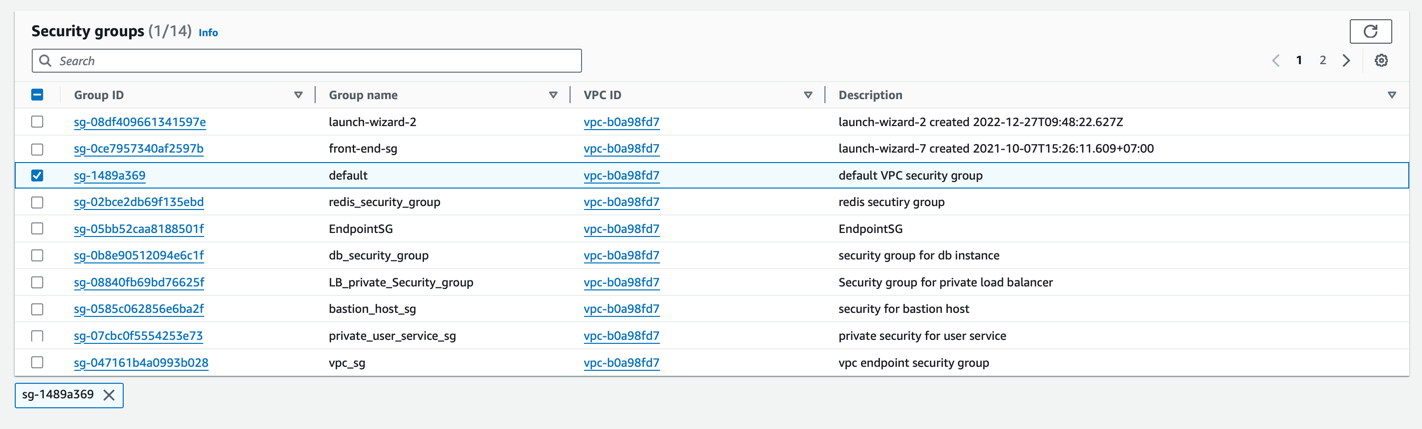 Security groups (1/14) Info
Search
1 2
Group ID Group name VPC ID Description
sg-08df409661341597e launch-wizard-2 vpc-b0a98fd7 launch-wizard-2 created 2022-12-27T09:48:22.627Z
sg-0ce7957340af2597b front-end-sg vpc-b0a98fd7 launch-wizard-7 created 2021-10-07T15:26:11.609+07:00
sg-1489a369 default vpc-b0a98fd7 default VPC security group
sg-02bce2db69f135ebd redis_security_group vpc-b0a98fd7 redis secutiry group
sg-05bb52caa8188501f EndpointSG vpc-b0a98fd7 EndpointSG
sg-0b8e90512094e6c1f db_security_group vpc-b0a98fd7 security group for db instance
sg-08840fb69bd76625f LB_private_Security_group vpc-b0a98fd7 Security group for private load balancer
sg-0585c062856e6ba2f bastion_host_sg vpc-b0a98fd7 security for bastion host
sg-07cbc0f5554253e73 private_user_service_sg vpc-b0a98fd7 private security for user service
sg-047161b4a0993b028 vpc_sg vpc-b0a98fd7 vpc endpoint security group
sg-1489a369